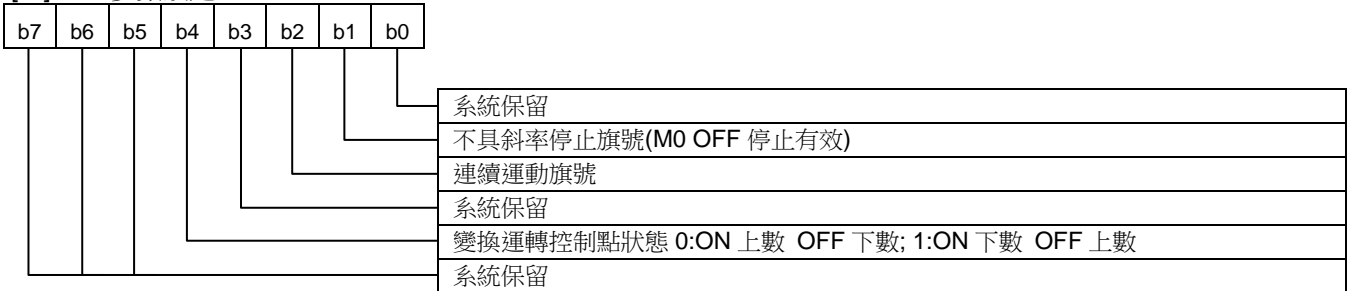 b7 b6 b5 b4 b3 b2 b1 b0
系統保留
不具斜率停止旗號(M0 OFF 停止有效)
連續運動旗號
系統保留
變換運轉控制點狀態 0:ON 上數 OFF 下數; 1:ON 下數 OFF 上數
系統保留